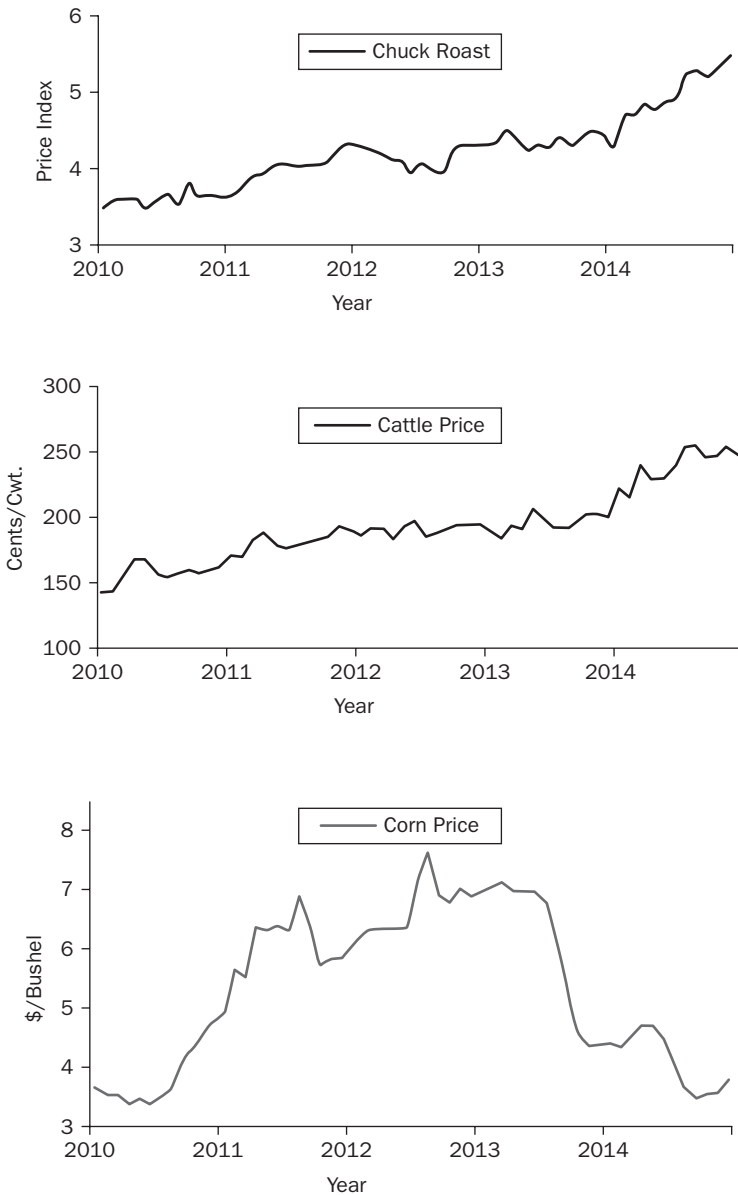 6
Chuck Roast
5
Price Index
4
3
2010 2011 2012 2013 2014
Year
300
Cattle Price
250
Cents/Cwt.
200
150
100
2010 2011 2012 2013 2014
Year
8
Corn Price
7
6
$/Bushel
5
4
3
2010 2011 2012 2013 2014
Year